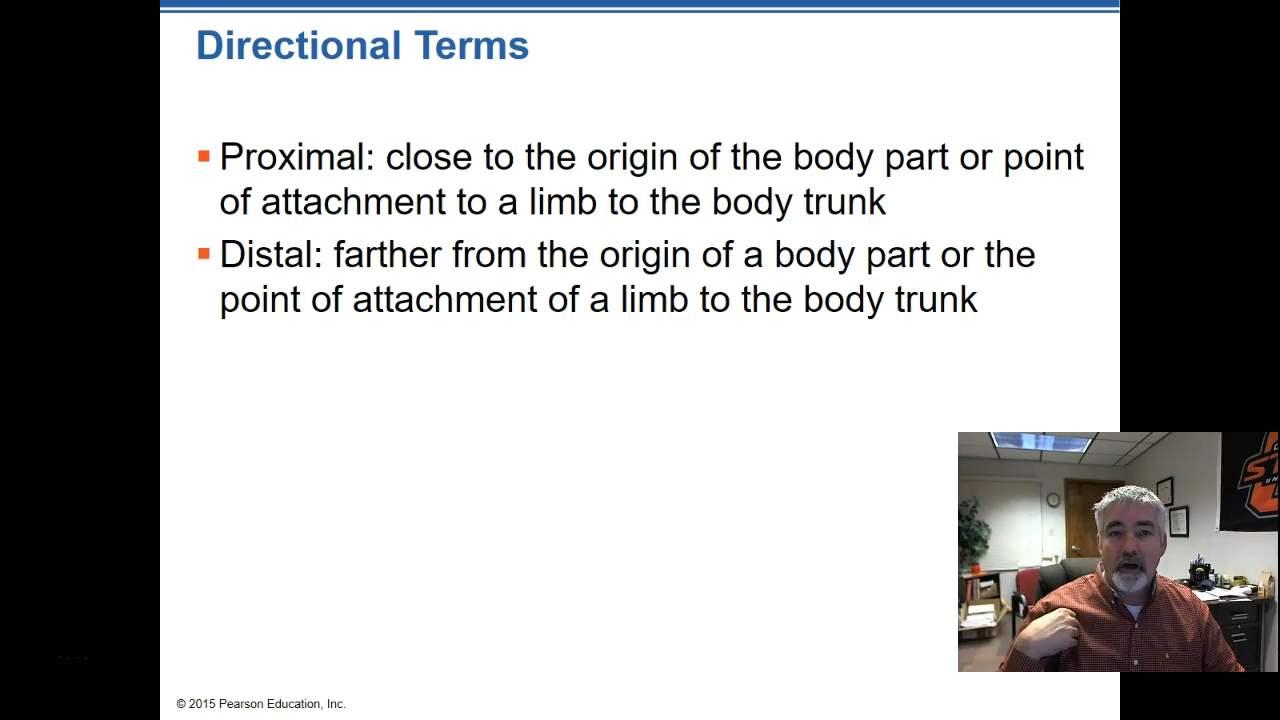 Directional Terms
▪ Proximal: close to the origin of the body part or point
of attachment to a limb to the body trunk
▪ Distal: farther from the origin of a body part or the
point of attachment of a limb to the body trunk
© 2015 Pearson Education, Inc.